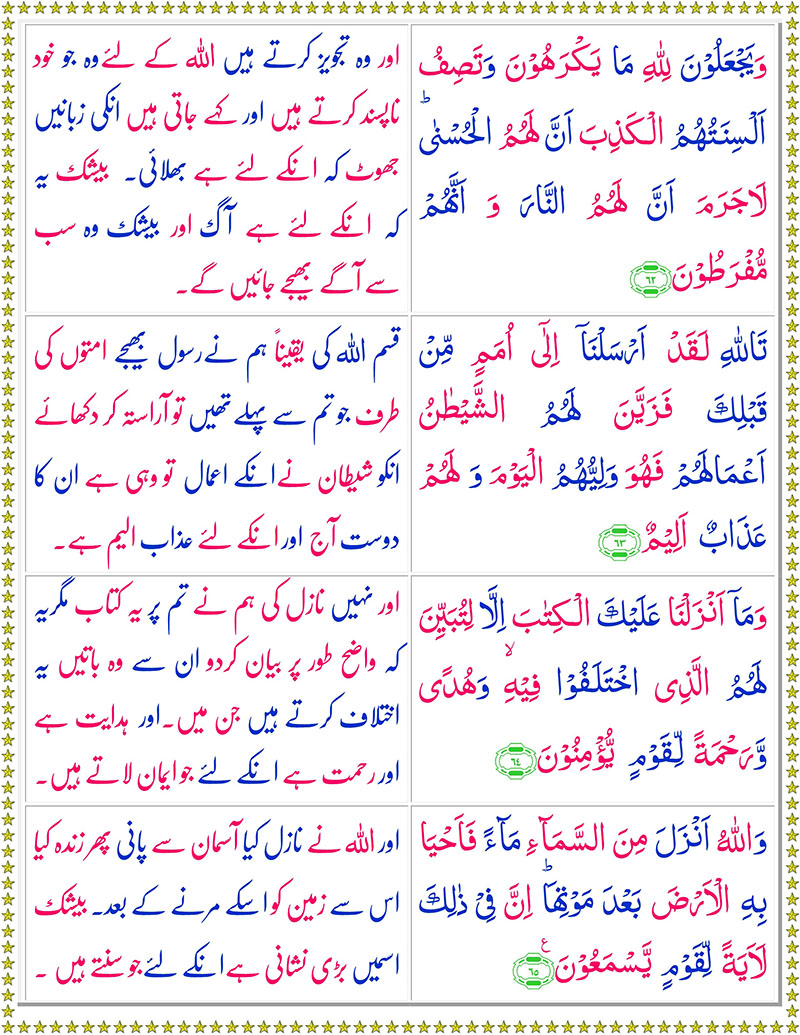 وَيَجْعَلُوْنَ لِلّٰهِ مَا يَكْرَهُوْنَ وَتَصِفُ
اَلْسِنَتُهُمُ الْـكَذِبَ اَنَّ لَهُمُ الْحُسْنٰى‌ؕ
لَا جَرَمَ اَنَّ لَهُمُ النَّارَ وَ اَنَّهُمْ
مُّفْرَطُوْنَ ﴿۶۲﴾
اور وہ تجویز کرتے ہیں اللہ کے لئے وہ جو خود
ناپسند کرتے ہیں اور کہے جاتی ہیں انکی زبانیں
جھوٹ کہ انکے لئے ہے بھلائی۔ بیشک یہ
کہ انکے لئے ہے آگ اور بیشک وہ سب
سے آگے بھیجے جائیں گے۔
تَاللّٰهِ لَـقَدْ اَرْسَلْنَاۤ اِلٰٓى اُمَمٍ مِّنْ
قَبْلِكَ فَزَيَّنَ لَهُمُ الشَّيْطٰنُ
اَعْمَالَهُمْ فَهُوَ وَلِيُّهُمُ الْيَوْمَ وَ لَهُمْ
عَذَابٌ اَلِيْمٌ ﴿۶۳﴾
قسم اللہ کی یقیناً ہم نے رسول بھیجے امتوں کی
طرف جو تم سے پہلے تھیں تو آراستہ کر دکھائے
انکو شیطان نے انکے اعمال تو وہی ہے ان کا
دوست آج اور انکے لئے عذاب الیم ہے۔
وَمَاۤ اَنْزَلْنَا عَلَيْكَ الْـكِتٰبَ اِلَّا لِتُبَيِّنَ
لَهُمُ الَّذِى اخْتَلَفُوْا فِيْهِۙ وَهُدًى
وَّرَحْمَةً لِّقَوْمٍ يُّؤْمِنُوْنَ ﴿۶۴﴾
اور نہیں نازل کی ہم نے تم پر یہ کتاب مگر یہ
کہ واضح طور پر بیان کردو ان سے وہ باتیں یہ
اختلاف کرتے ہیں جن میں۔ اور ہدایت ہے
اور رحمت ہے انکے لئے جو ایمان لاتے ہیں۔
وَاللّٰهُ اَنْزَلَ مِنَ السَّمَآءِ مَآءً فَاَحْيَا
بِهِ الْاَرْضَ بَعْدَ مَوْتِهَا‌ؕ اِنَّ فِىْ ذٰلِكَ
لَاٰيَةً لِّقَوْمٍ يَّسْمَعُوْنَ ﴿۶۵﴾ ع
اور اللہ نے نازل کیا آسمان سے پانی پھر زندہ کیا
اس سے زمین کو اسکے مرنے کے بعد۔ بیشک
اسمیں بڑی نشانی ہے انکے لئے جو سنتے ہیں ۔